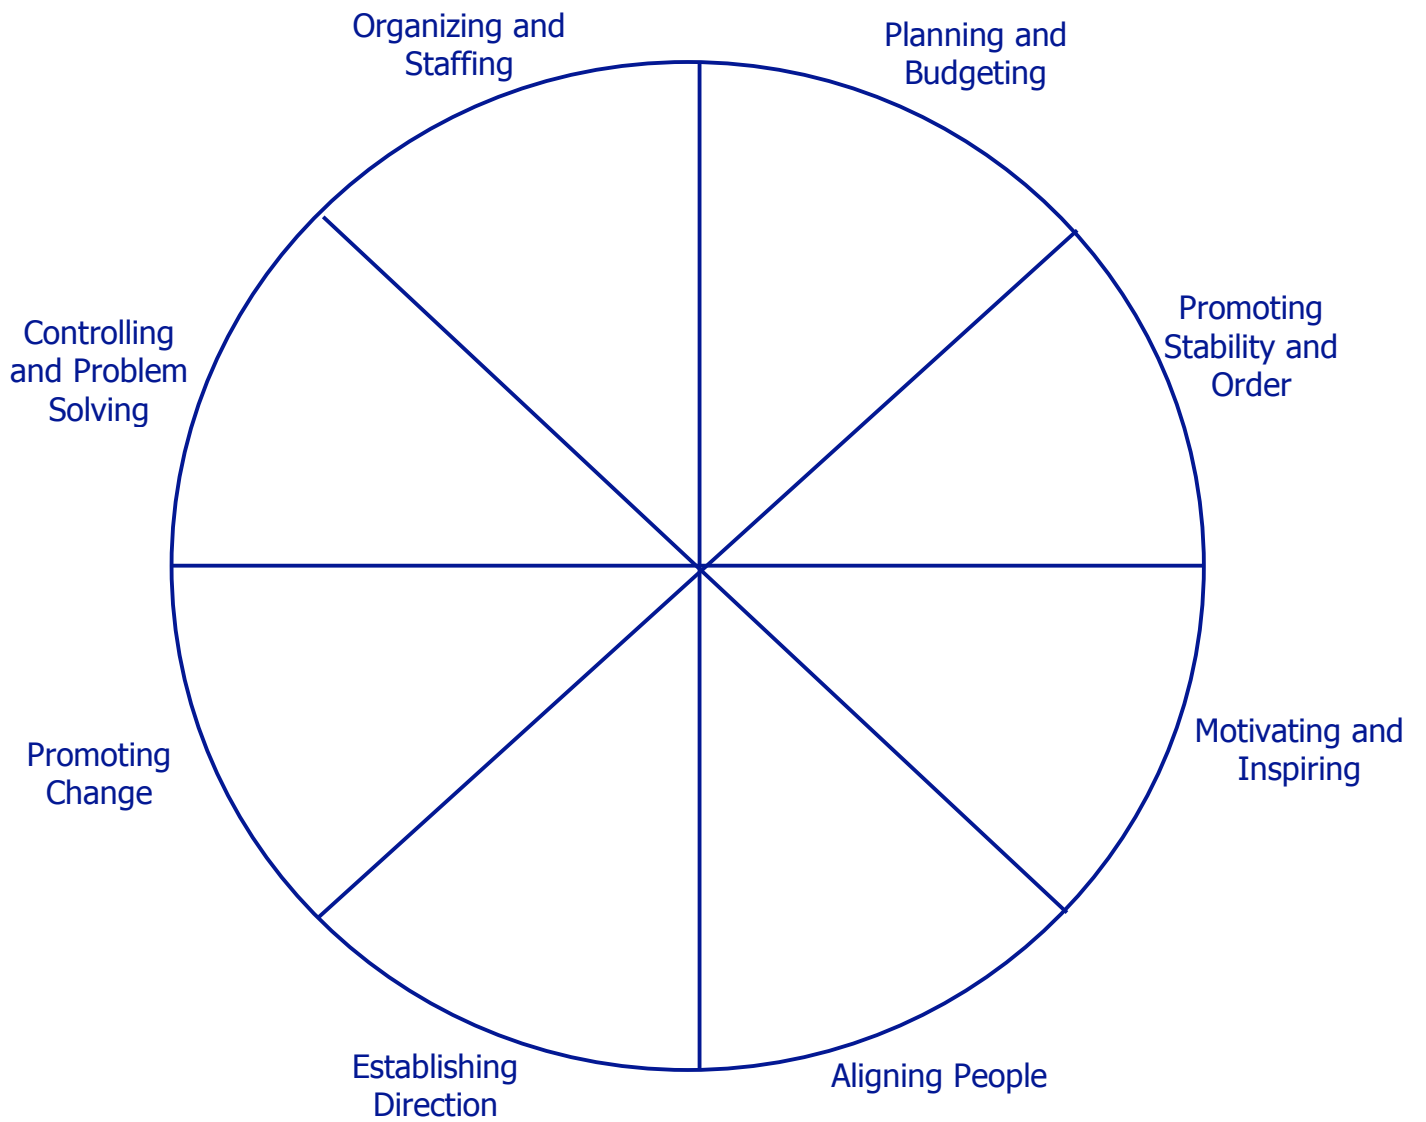 Organizing and
Staffing
Planning and
Budgeting
Promoting
Stability and
Order
Controlling
and Problem
Solving
Motivating and
Inspiring
Promoting
Change
Establishing
Direction
Aligning People